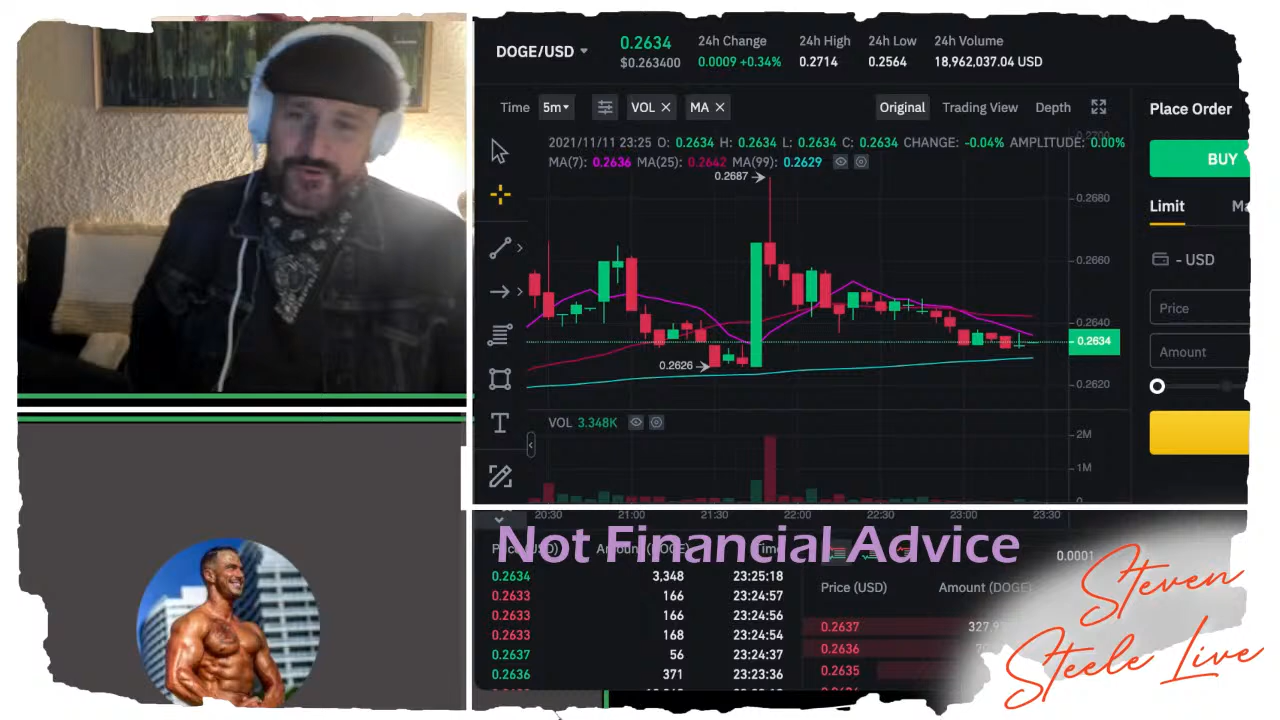 DOGE/USD
0.2634
$0.263400
24h Change
0.0009 +0.34%
24h High
0.2714
24h Low
0.2564
24h Volume
18,962,037.04 USD
Time 5m VOL MA
Original Trading View Depth
Place Order
BUY
Limit
- USD
Price
Amount
2021/11/11 23:25 O: 0.2634 H: 0.2634 L: 0.2634 C: 0.2634 CHANGE: -0.04% AMPLITUDE: 0.00%
MA(7): 0.2636 MA(25): 0.2642 MA(99): 0.2629
0.2687
0.2626
0.2700
0.2680
0.2660
0.2640
0.2634
0.2620
VOL 3.348K
2M
1M
0
20:30 21:00 21:30 22:00 22:30 23:00 23:30
Not Financial Advice
0.0001
0.2634 3,348 23:25:18
0.2633 166 23:24:57
0.2633 166 23:24:56
0.2633 168 23:24:54
0.2637 56 23:24:37
0.2636 371 23:23:36
Price (USD) Amount (DOGE)
0.2637
0.2636
0.2635
Steven
Steele Live